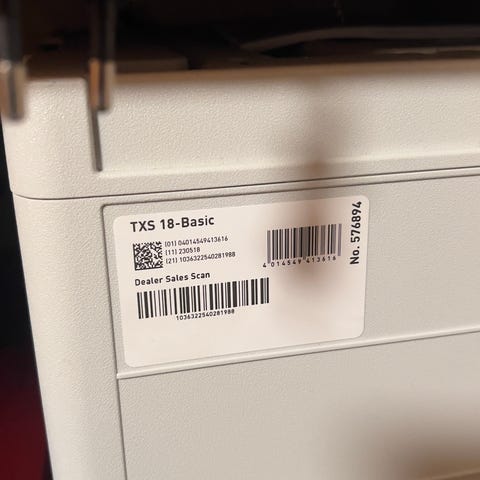 TXS 18-Basic
(01) 04014549413616
(11) 230518
(21) 1036322540281988
4 014549 413616
No. 576894
Dealer Sales Scan
1036322540281988